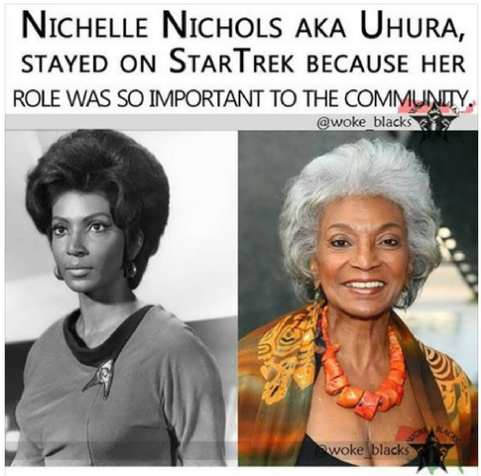 Nichelle Nichols aka Uhura,
stayed on StarTrek because her
role was so important to the community.
@woke_blacks
@woke_blacks